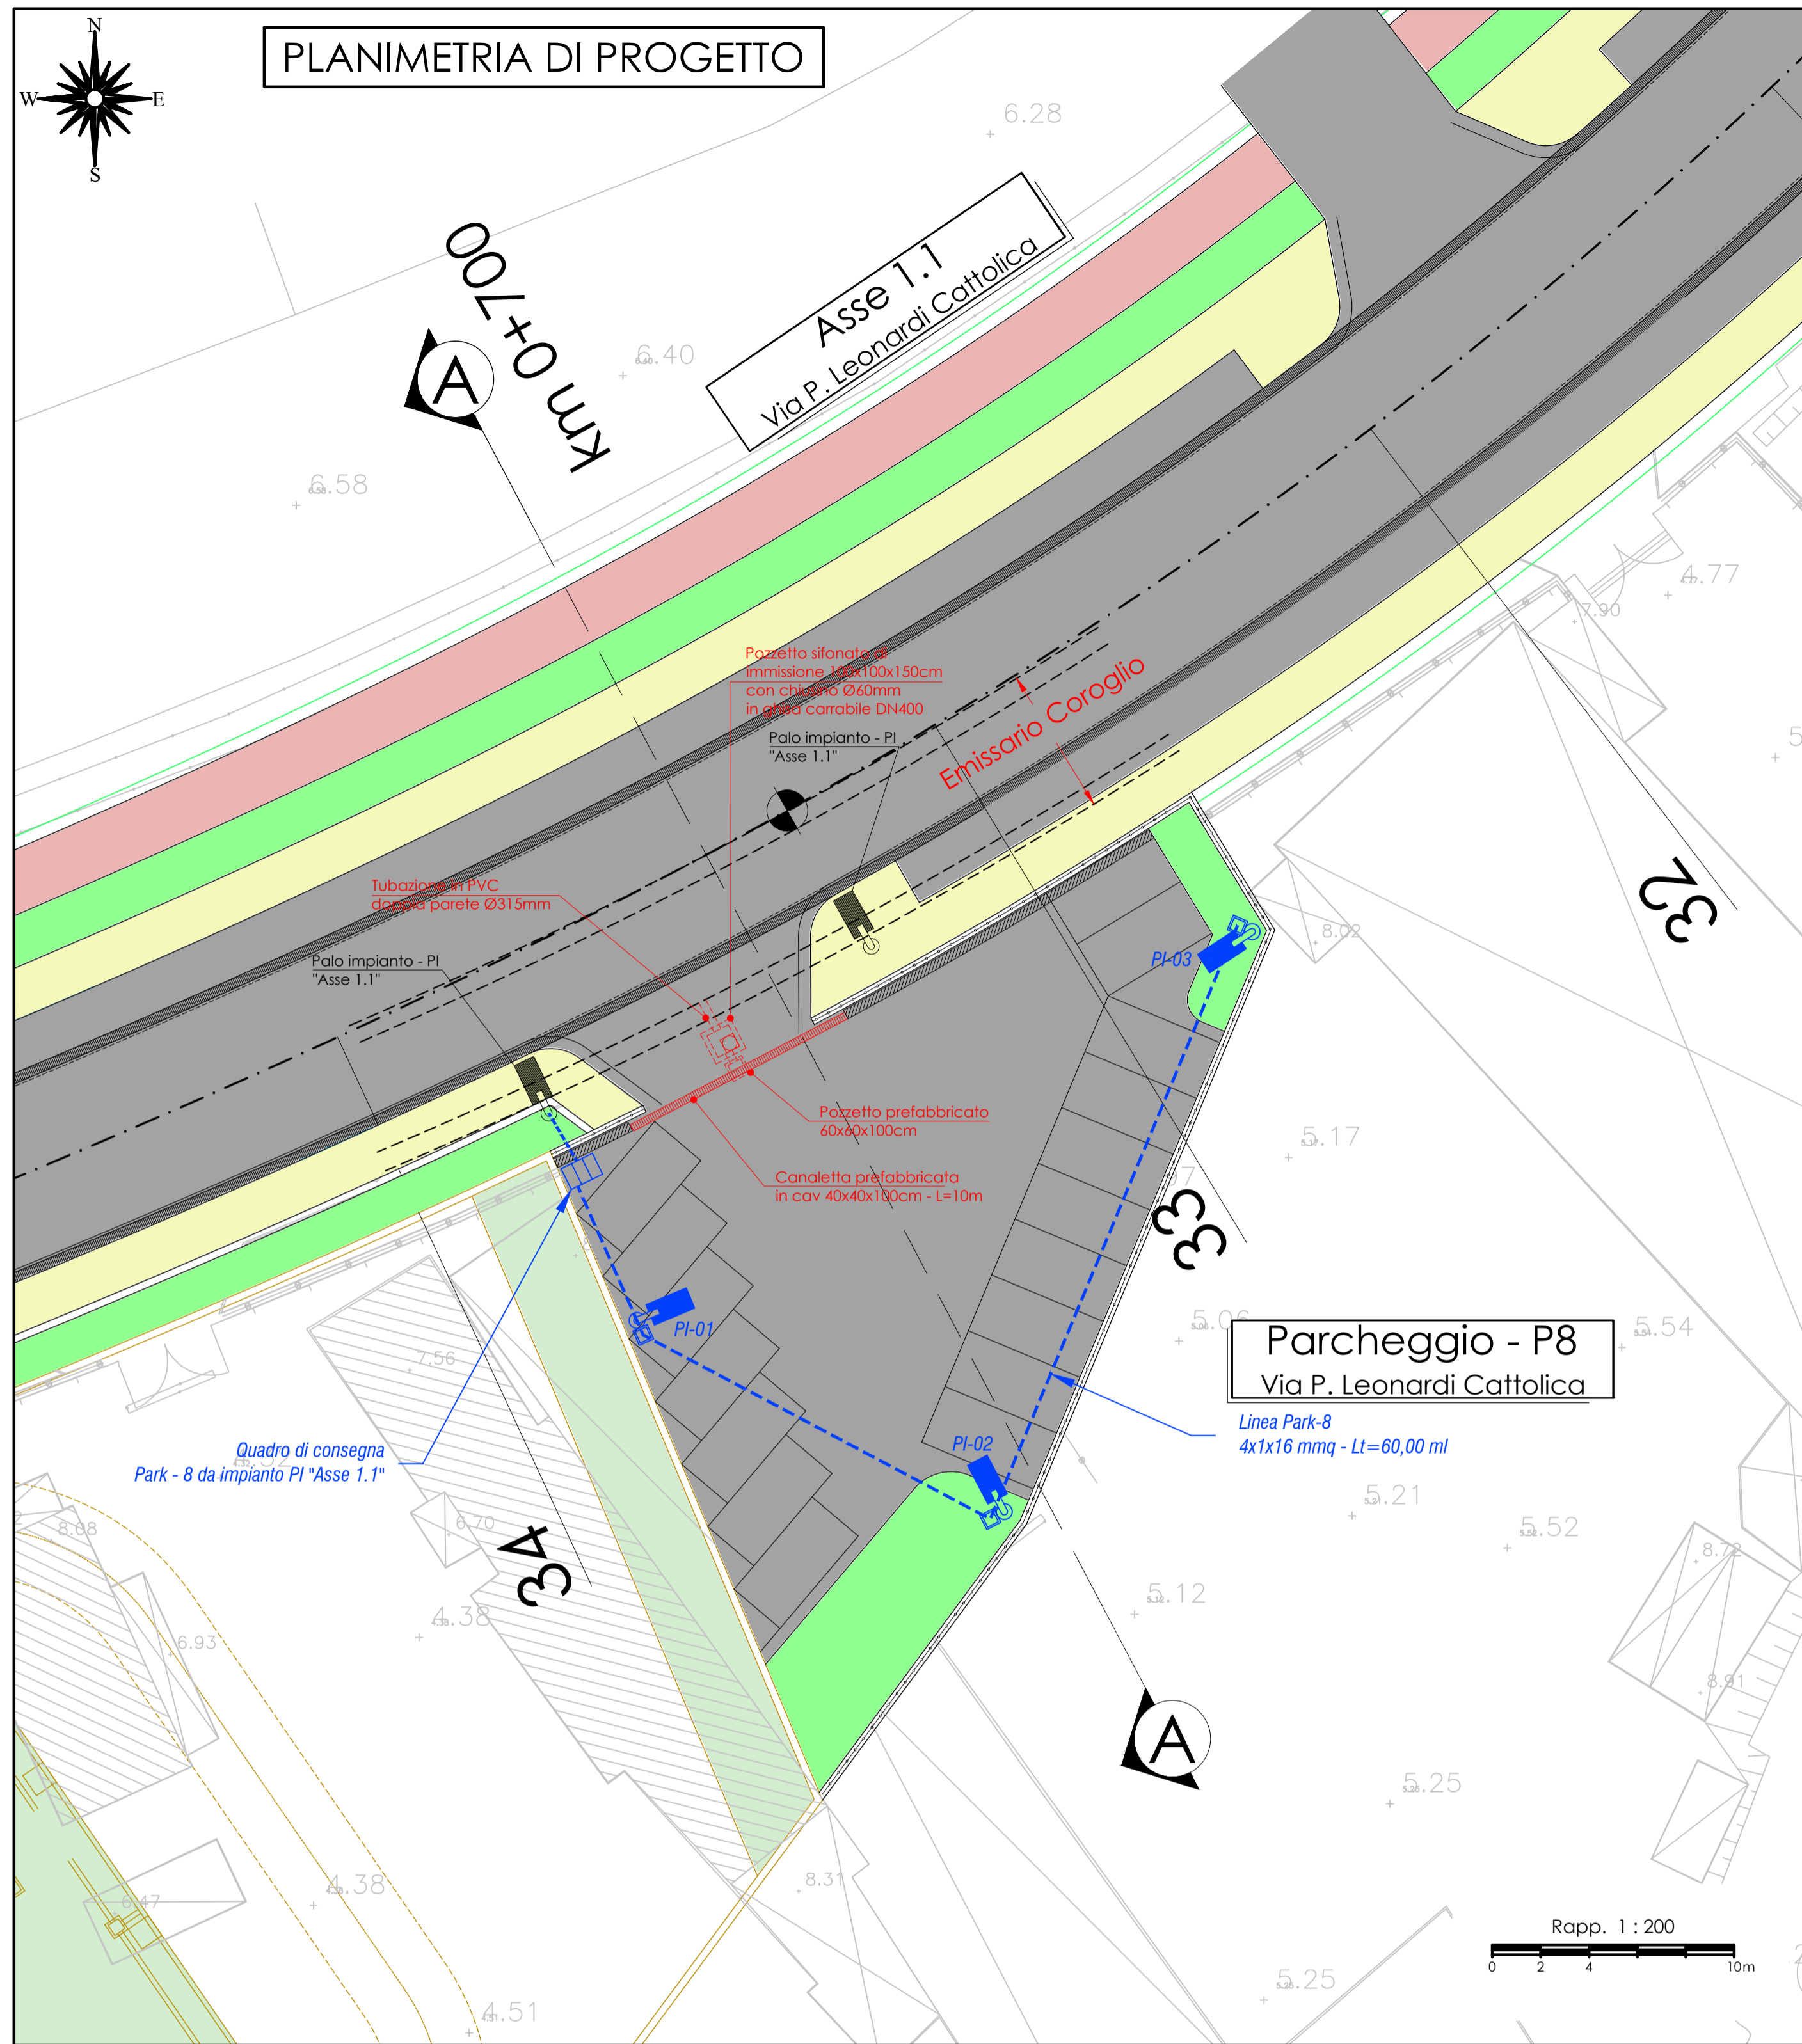 N
W
E
S
PLANIMETRIA DI PROGETTO
6.28
km 0+700
Asse 1.1
Via P. Leonardi Cattolica
A
6.40
6.58
4.77
7.90
Pozzetto sifonato di
immissione 100x100x150cm
con chiusino Ø60mm
in ghisa carrabile DN400
Palo impianto - PI
"Asse 1.1"
Emissario Coroglio
Tubazione in PVC
doppia parete Ø315mm
Palo impianto - PI
"Asse 1.1"
32
8.02
PI-03
Pozzetto prefabbricato
60x60x100cm
5.17
Canaletta prefabbricata
in cav 40x40x100cm - L=10m
33
PI-01
5.06
5.54
Parcheggio - P8
Via P. Leonardi Cattolica
7.56
Linea Park-8
4x1x16 mmq - Lt=60,00 ml
PI-02
Quadro di consegna
Park - 8 da impianto PI "Asse 1.1"
5.21
5.52
8.08
6.70
8.72
34
4.38
5.12
6.93
8.91
A
5.25
8.31
4.38
6.47
Rapp. 1 : 200
0 2 4 10m
5.25
4.51